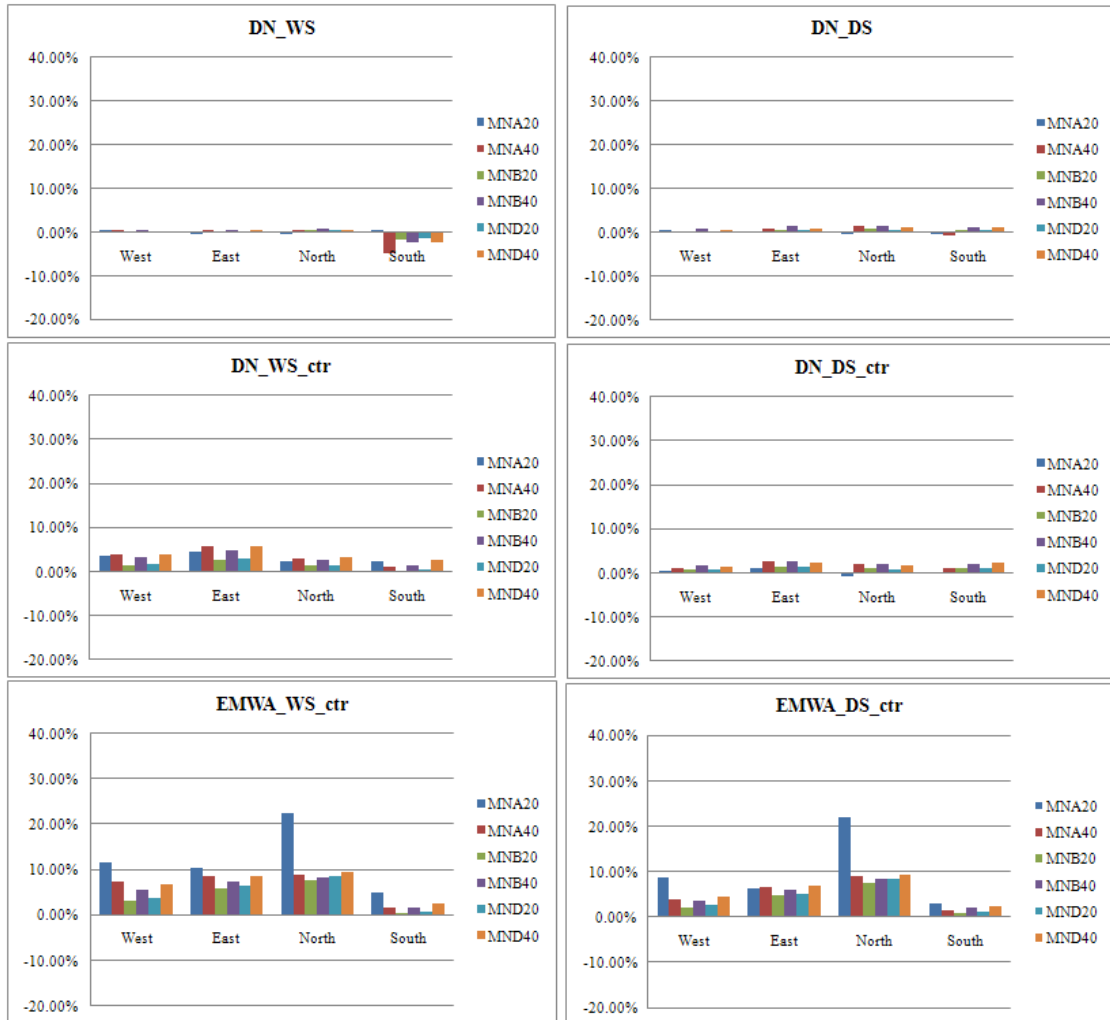 DN_WS
40.00%
30.00%
20.00%
10.00%
0.00%
-10.00%
-20.00%
West East North South
MNA20
MNA40
MNB20
MNB40
MND20
MND40
DN_DS
40.00%
30.00%
20.00%
10.00%
0.00%
-10.00%
-20.00%
West East North South
MNA20
MNA40
MNB20
MNB40
MND20
MND40
DN_WS_ctr
40.00%
30.00%
20.00%
10.00%
0.00%
-10.00%
-20.00%
West East North South
MNA20
MNA40
MNB20
MNB40
MND20
MND40
DN_DS_ctr
40.00%
30.00%
20.00%
10.00%
0.00%
-10.00%
-20.00%
West East North South
MNA20
MNA40
MNB20
MNB40
MND20
MND40
EMWA_WS_ctr
40.00%
30.00%
20.00%
10.00%
0.00%
-10.00%
-20.00%
West East North South
MNA20
MNA40
MNB20
MNB40
MND20
MND40
EMWA_DS_ctr
40.00%
30.00%
20.00%
10.00%
0.00%
-10.00%
-20.00%
West East North South
MNA20
MNA40
MNB20
MNB40
MND20
MND40